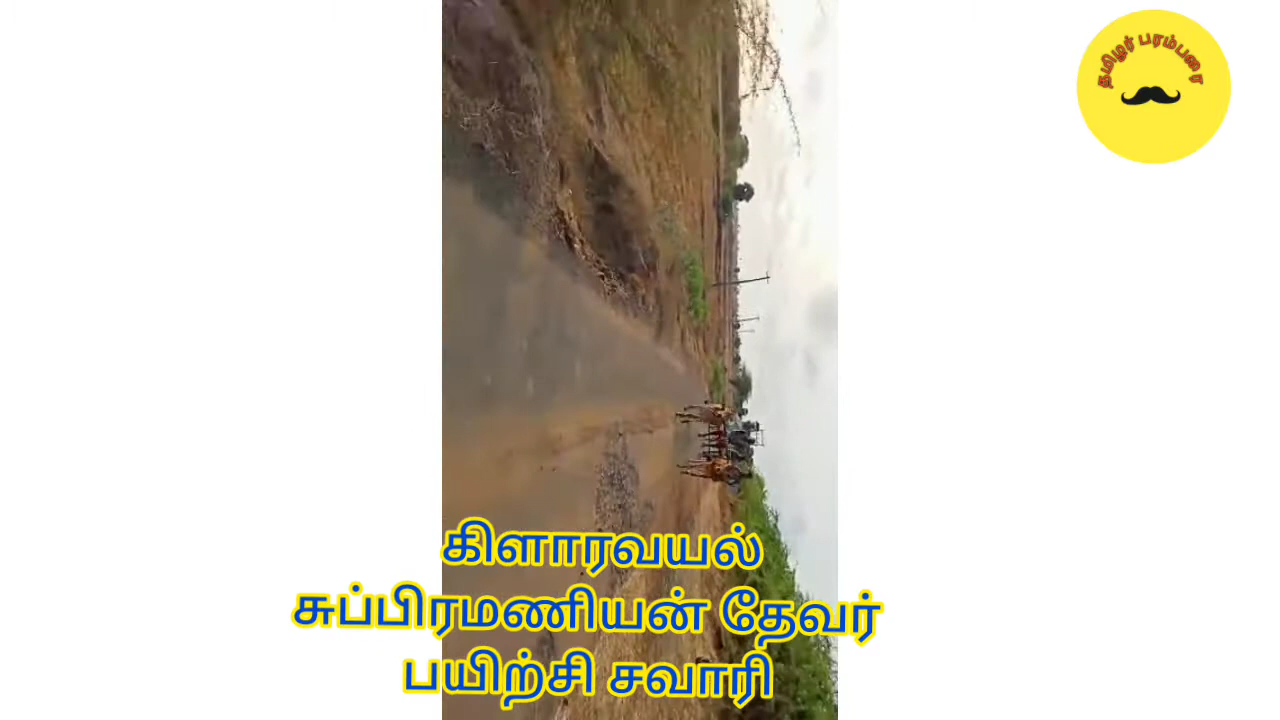 தமிழர் பரம்பரை
கிளாரவயல்
சுப்பிரமணியன் தேவர்
பயிற்சி சவாரி